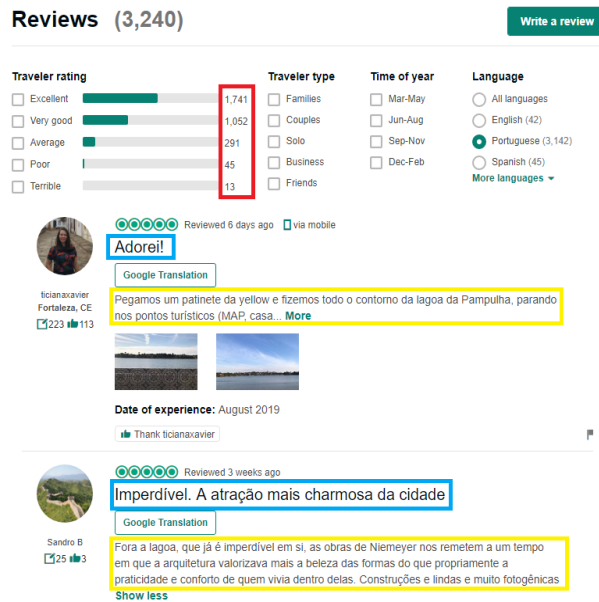 Reviews (3,240)
Write a review
Traveler rating
Excellent 1,741
Very good 1,052
Average 291
Poor 45
Terrible 13
Traveler type
Families
Couples
Solo
Business
Friends
Time of year
Mar-May
Jun-Aug
Sep-Nov
Dec-Feb
Language
All languages
English (42)
Portuguese (3,142)
Spanish (45)
More languages
Reviewed 6 days ago via mobile
Adorei!
Google Translation
Pegamos um patinete da yellow e fizemos todo o contorno da lagoa da Pampulha, parando
nos pontos turísticos (MAP, casa... More
ticianaxavier
Fortaleza, CE
223 113
Date of experience: August 2019
Thank ticianaxavier
Reviewed 3 weeks ago
Imperdível. A atração mais charmosa da cidade
Google Translation
Sandro B
25 3
Fora a lagoa, que já é imperdível em si, as obras de Niemeyer nos remetem a um tempo
em que a arquitetura valorizava mais a beleza das formas do que propriamente a
praticidade e conforto de quem vivia dentro delas. Construções e lindas e muito fotogênicas
Show less